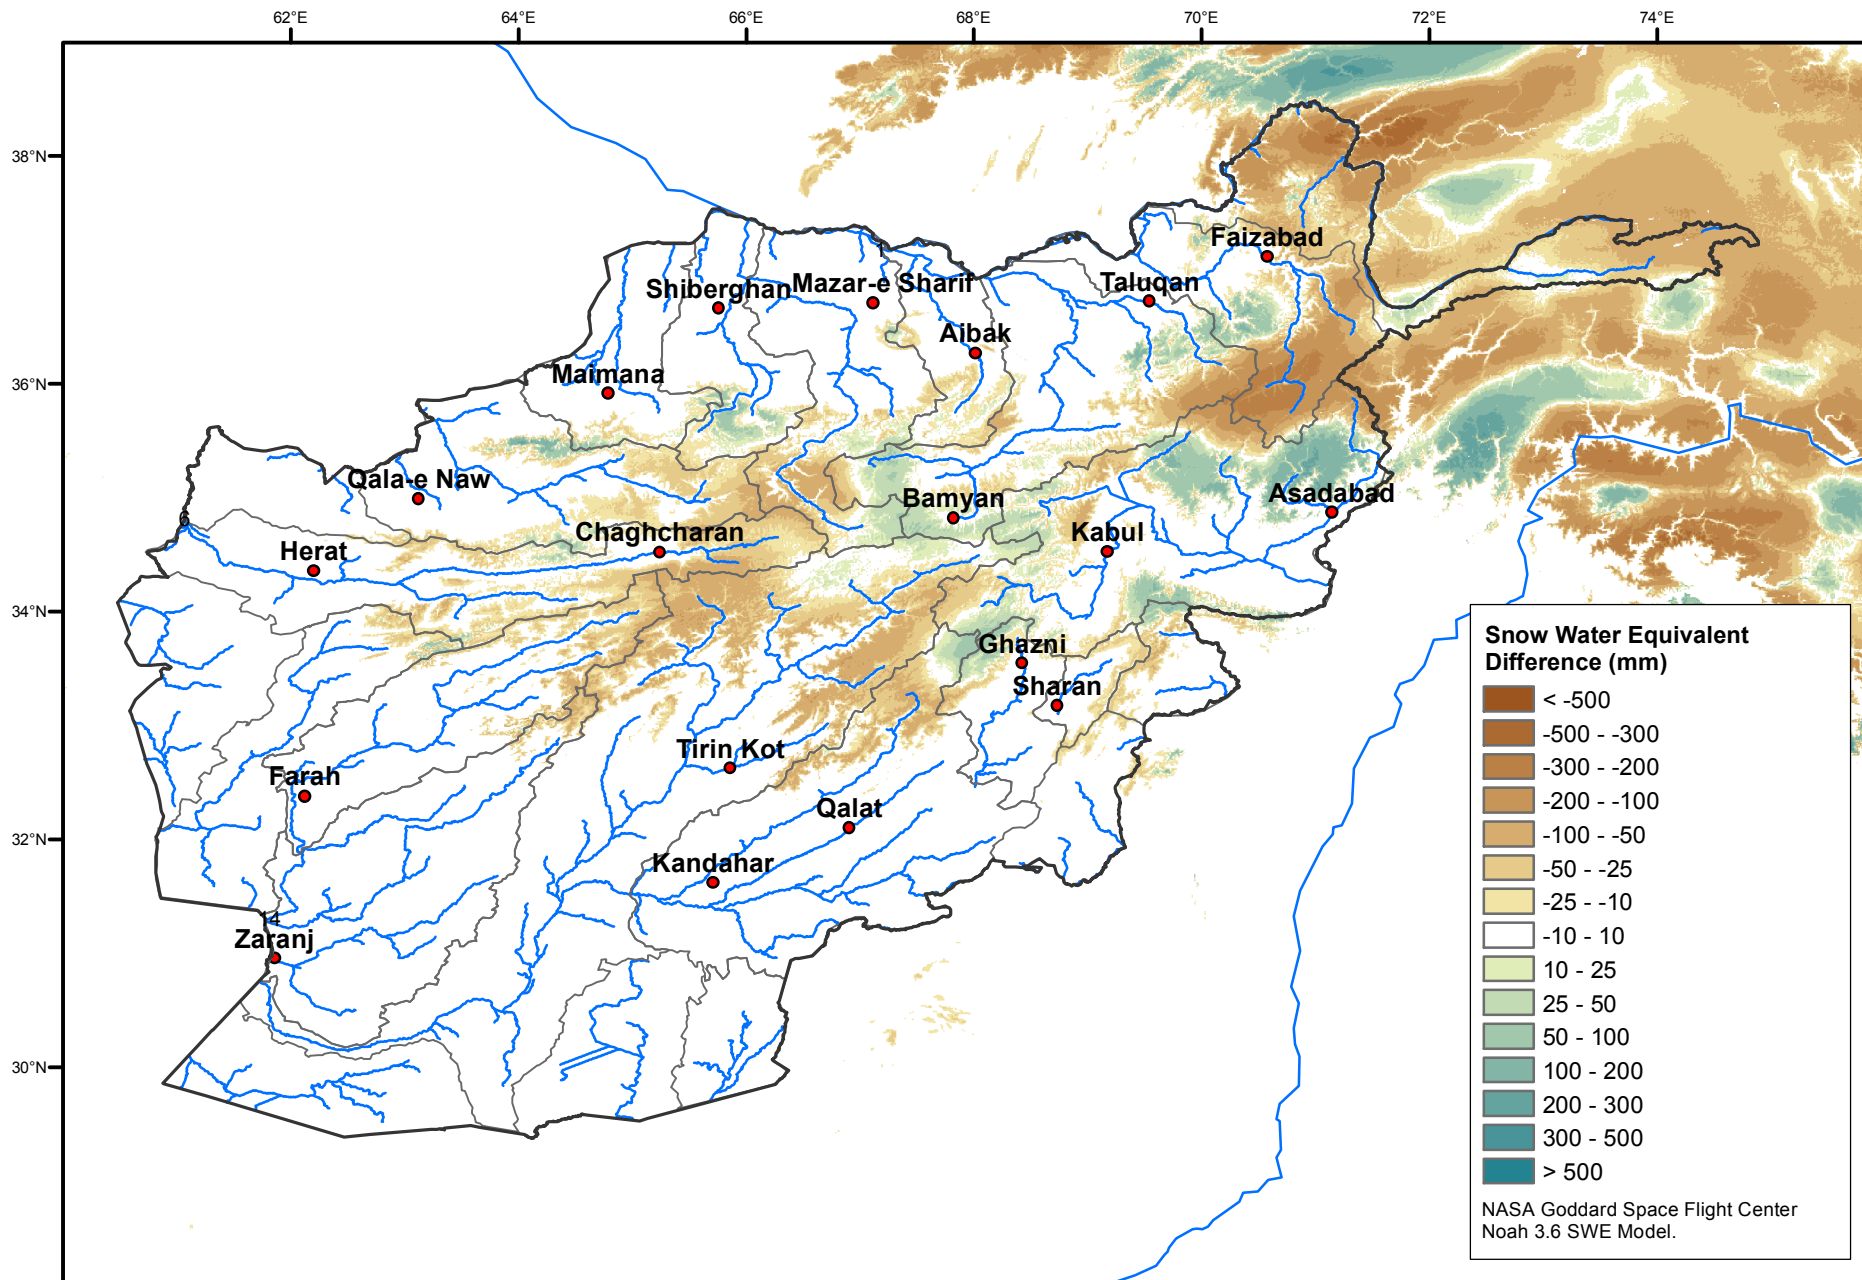 62°E 64°E 66°E 68°E 70°E 72°E 74°E
38°N
36°N
34°N
32°N
30°N
Faizabad
Shiberghan
Mazar-e Sharif
Taluqan
Aibak
Maimana
Qala-e Naw
Bamyan
Asadabad
6
Herat
Chaghcharan
Kabul
Ghazni
Sharan
Tirin Kot
Farah
Qalat
Kandahar
14
Zaranj
Snow Water Equivalent
Difference (mm)
< -500
-500 - -300
-300 - -200
-200 - -100
-100 - -50
-50 - -25
-25 - -10
-10 - 10
10 - 25
25 - 50
50 - 100
100 - 200
200 - 300
300 - 500
> 500
NASA Goddard Space Flight Center
Noah 3.6 SWE Model.